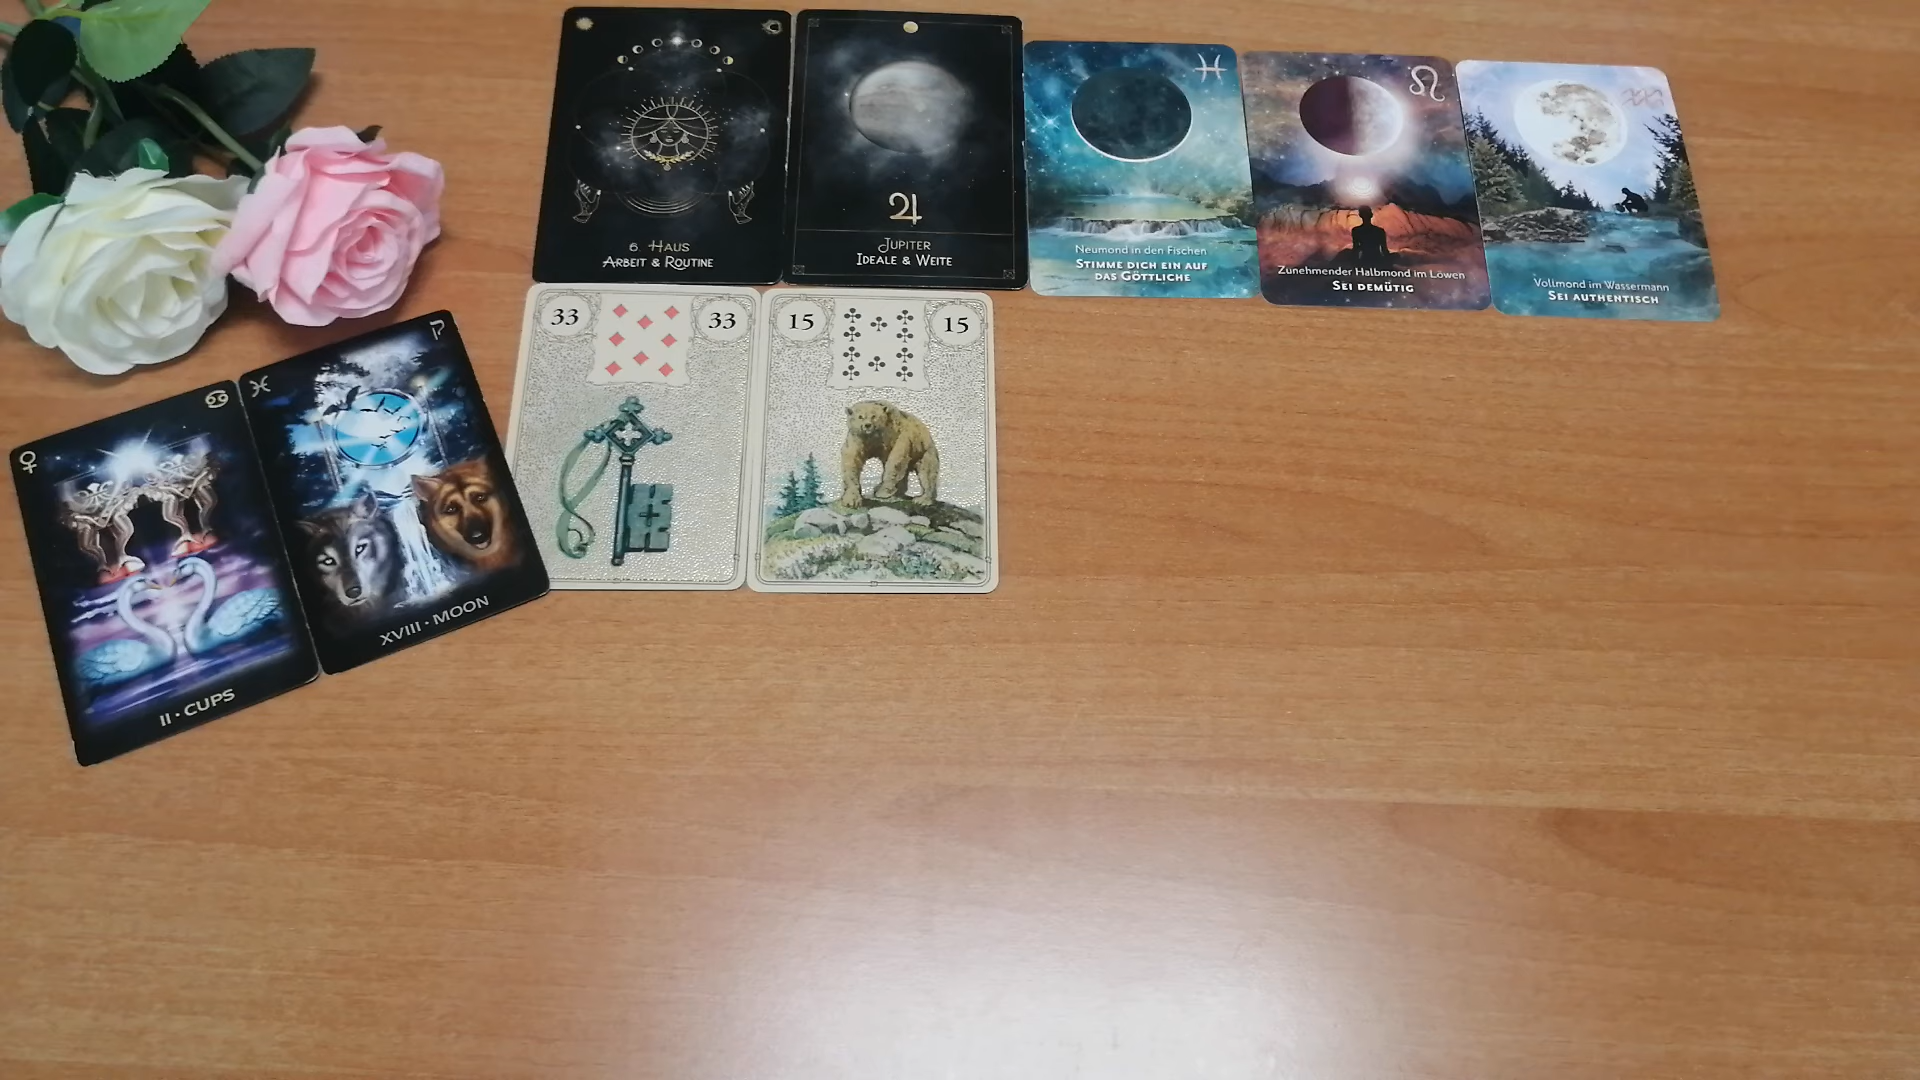 6. Haus
Arbeit & Routine
Jupiter
Ideale & Weite
Neumond in den Fischen
Stimme dich ein auf
das Göttliche
Zunehmender Halbmond im Löwen
Sei demütig
Vollmond im Wassermann
Sei authentisch
33
33
15
15
II · CUPS
XVIII · MOON